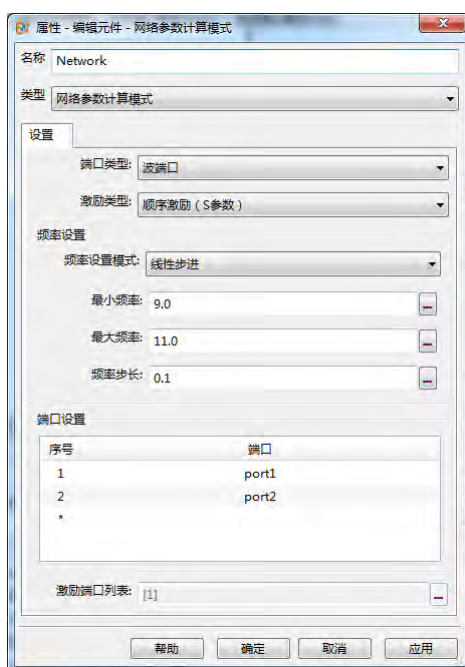 属性 - 编辑元件 - 网络参数计算模式
名称 Network
类型 网络参数计算模式
设置
端口类型: 波端口
激励类型: 顺序激励 ( S参数 )
频率设置
频率设置模式: 线性步进
最小频率: 9.0 ...
最大频率: 11.0 ...
频率步长: 0.1 ...
端口设置
序号 端口
1 port1
2 port2
*
激励端口列表: [1] ...
帮助 确定 取消 应用